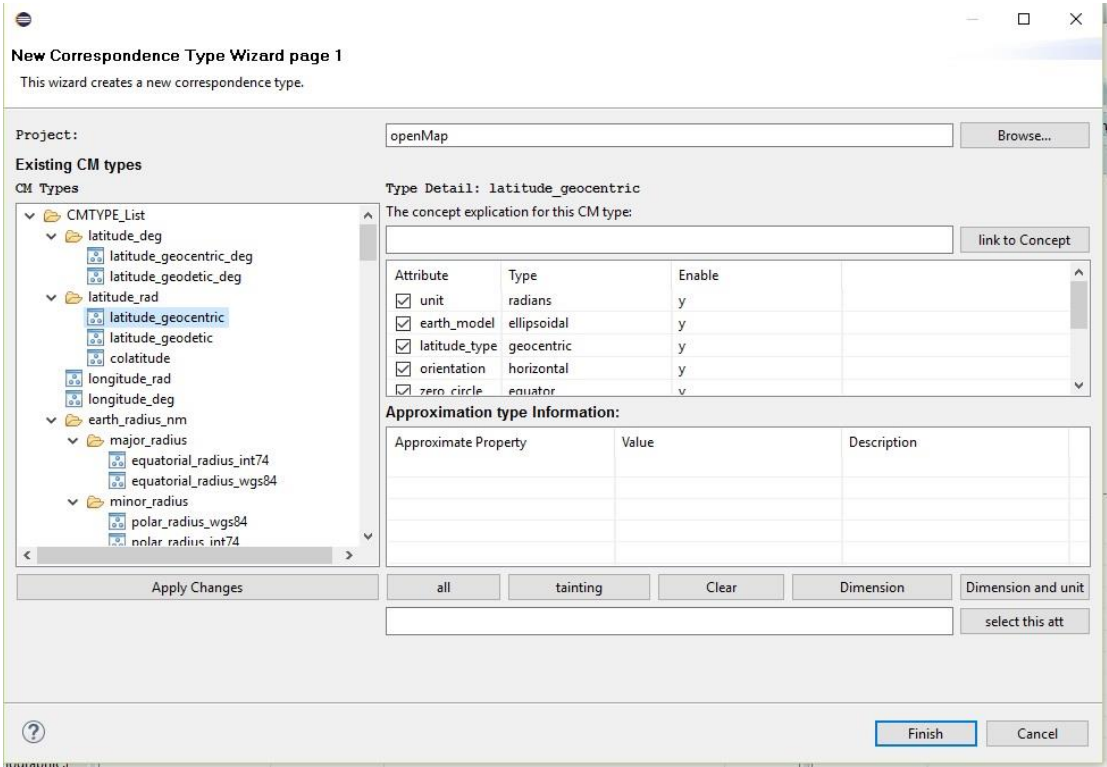 New Correspondence Type Wizard page 1
This wizard creates a new correspondence type.
Project:
openMap
Browse...
Existing CM types
CM Types
CMTYPE_List
latitude_deg
latitude_geocentric_deg
latitude_geodetic_deg
latitude_rad
latitude_geocentric
latitude_geodetic
colatitude
longitude_rad
longitude_deg
earth_radius_nm
major_radius
equatorial_radius_int74
equatorial_radius_wgs84
minor_radius
polar_radius_wgs84
polar_radius_int74
Apply Changes
Type Detail: latitude_geocentric
The concept explication for this CM type:
link to Concept
Attribute Type Enable
unit radians y
earth_model ellipsoidal y
latitude_type geocentric y
orientation horizontal y
zero_circle equator y
Approximation type Information:
Approximate Property Value Description
all tainting Clear Dimension Dimension and unit
select this att
? Finish Cancel